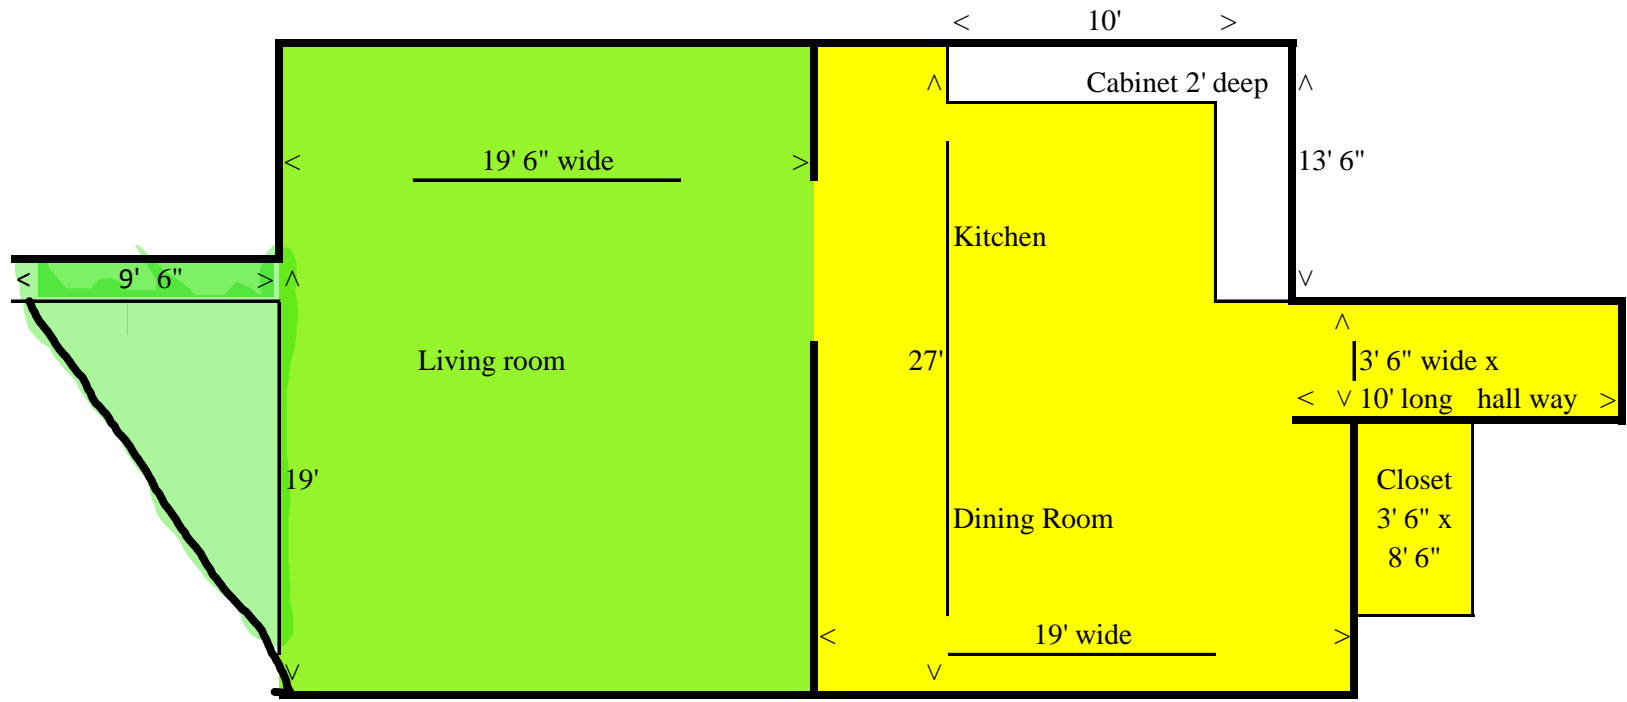 < 10' >
Cabinet 2' deep
^
^
< 19' 6" wide >
13' 6"
Kitchen
< 9' 6" > ^
v
^
Living room
27'
3' 6" wide x
< v 10' long hall way >
19'
Closet
3' 6" x
8' 6"
Dining Room
< 19' wide >
v
v